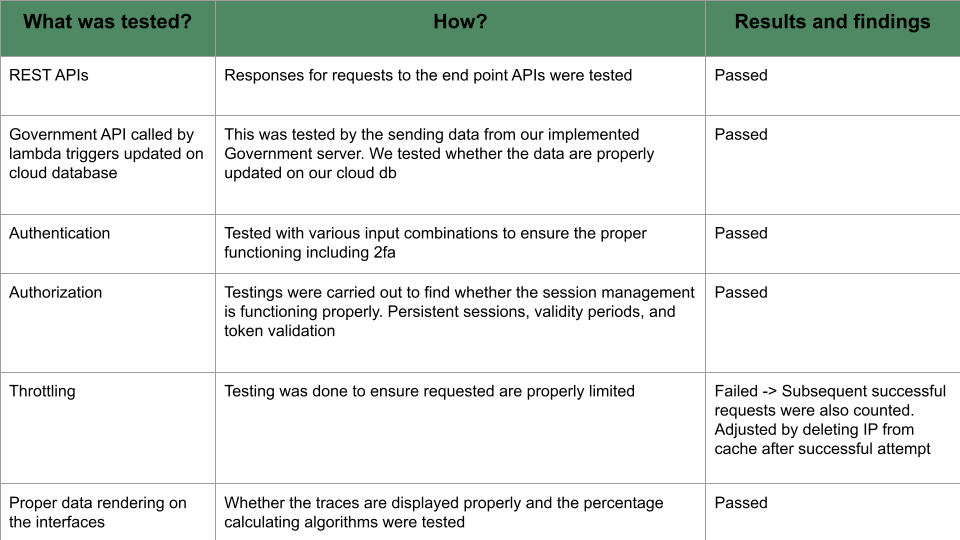 What was tested?
How?
Results and findings
REST APIs
Responses for requests to the end point APIs were tested
Passed
Government API called by
lambda triggers updated on
cloud database
This was tested by the sending data from our implemented
Government server. We tested whether the data are properly
updated on our cloud db
Passed
Authentication
Tested with various input combinations to ensure the proper
functioning including 2fa
Passed
Authorization
Testings were carried out to find whether the session management
is functioning properly. Persistent sessions, validity periods, and
token validation
Passed
Throttling
Testing was done to ensure requested are properly limited
Failed -> Subsequent successful
requests were also counted.
Adjusted by deleting IP from
cache after successful attempt
Proper data rendering on
the interfaces
Whether the traces are displayed properly and the percentage
calculating algorithms were tested
Passed